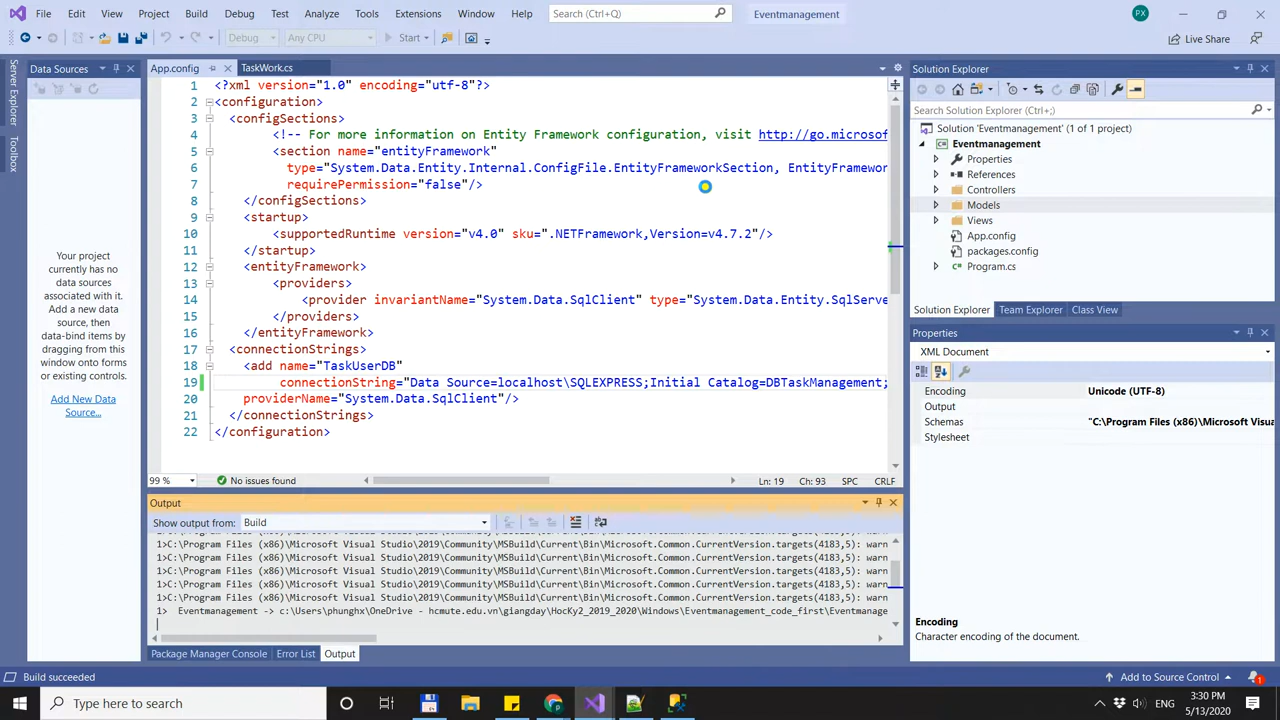 File Edit View Project Build Debug Test Analyze Tools Extensions Window Help Search (Ctrl+Q) Eventmanagement PX
Debug Any CPU Start Live Share
Server Explorer
Toolbox
Data Sources
Your project
currently has no
data sources
associated with it.
Add a new data
source, then
data-bind items by
dragging from this
window onto forms
or existing controls.
Add New Data
Source...
App.config TaskWork.cs
1 <?xml version="1.0" encoding="utf-8"?>
2 <configuration>
3 <configSections>
4 <!-- For more information on Entity Framework configuration, visit http://go.microsof
5 <section name="entityFramework"
6 type="System.Data.Entity.Internal.ConfigFile.EntityFrameworkSection, EntityFramewor
7 requirePermission="false"/>
8 </configSections>
9 <startup>
10 <supportedRuntime version="v4.0" sku=".NETFramework,Version=v4.7.2"/>
11 </startup>
12 <entityFramework>
13 <providers>
14 <provider invariantName="System.Data.SqlClient" type="System.Data.Entity.SqlServe
15 </providers>
16 </entityFramework>
17 <connectionStrings>
18 <add name="TaskUserDB"
19 connectionString="Data Source=localhost\SQLEXPRESS;Initial Catalog=DBTaskManagement;
20 providerName="System.Data.SqlClient"/>
21 </connectionStrings>
22 </configuration>
99 % No issues found Ln: 19 Ch: 93 SPC CRLF
Output
Show output from: Build
1>C:\Program Files (x86)\Microsoft Visual Studio\2019\Community\MSBuild\Current\Bin\Microsoft.Common.CurrentVersion.targets(4183,5): warn
1>C:\Program Files (x86)\Microsoft Visual Studio\2019\Community\MSBuild\Current\Bin\Microsoft.Common.CurrentVersion.targets(4183,5): warn
1>C:\Program Files (x86)\Microsoft Visual Studio\2019\Community\MSBuild\Current\Bin\Microsoft.Common.CurrentVersion.targets(4183,5): warn
1>C:\Program Files (x86)\Microsoft Visual Studio\2019\Community\MSBuild\Current\Bin\Microsoft.Common.CurrentVersion.targets(4183,5): warn
1>C:\Program Files (x86)\Microsoft Visual Studio\2019\Community\MSBuild\Current\Bin\Microsoft.Common.CurrentVersion.targets(4183,5): warn
1> Eventmanagement -> c:\Users\phunghx\OneDrive - hcmute.edu.vn\giangday\HocKy2_2019_2020\Windows\Eventmanagement_code_first\Eventmanage
Package Manager Console Error List Output
Solution Explorer
Search Solution Explorer (Ctrl+;)
Solution 'Eventmanagement' (1 of 1 project)
Eventmanagement
Properties
References
Controllers
Models
Views
App.config
packages.config
Program.cs
Solution Explorer Team Explorer Class View
Properties
XML Document
Encoding Unicode (UTF-8)
Output
Schemas "C:\Program Files (x86)\Microsoft Visua
Stylesheet
Encoding
Character encoding of the document.
Build succeeded Add to Source Control 1
Type here to search ENG 3:30 PM
5/13/2020